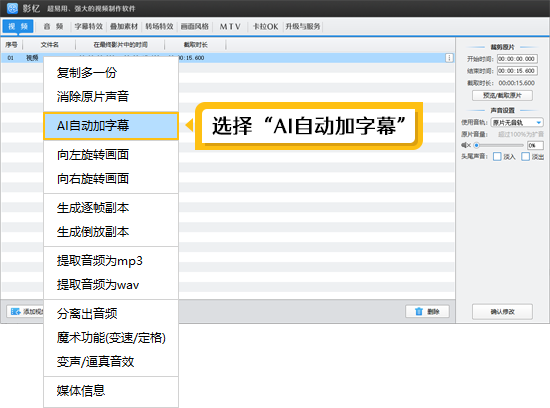 影亿 超易用、强大的视频制作软件
视 频 音 频 字幕特效 叠加素材 转场特效 画面风格 MTV 卡拉OK 升级与服务
序号 文件名 在最终影片中的时间 截取时长
01 视频
:15.600
复制多一份
消除原片声音
AI自动加字幕
向左旋转画面
向右旋转画面
生成逐帧副本
生成倒放副本
提取音频为mp3
提取音频为wav
分离出音频
魔术功能(变速/定格)
变声/逼真音效
媒体信息
选择“AI自动加字幕”
添加视
删除
裁剪原片
开始时间: 00:00:00.000
结束时间: 00:00:15.600
截取时长: 00:00:15.600
预览/截取原片
声音设置
使用音轨: 原片无音轨
原片音量: 超过100%为扩音
0%
头尾声音: 淡入 淡出
确认修改